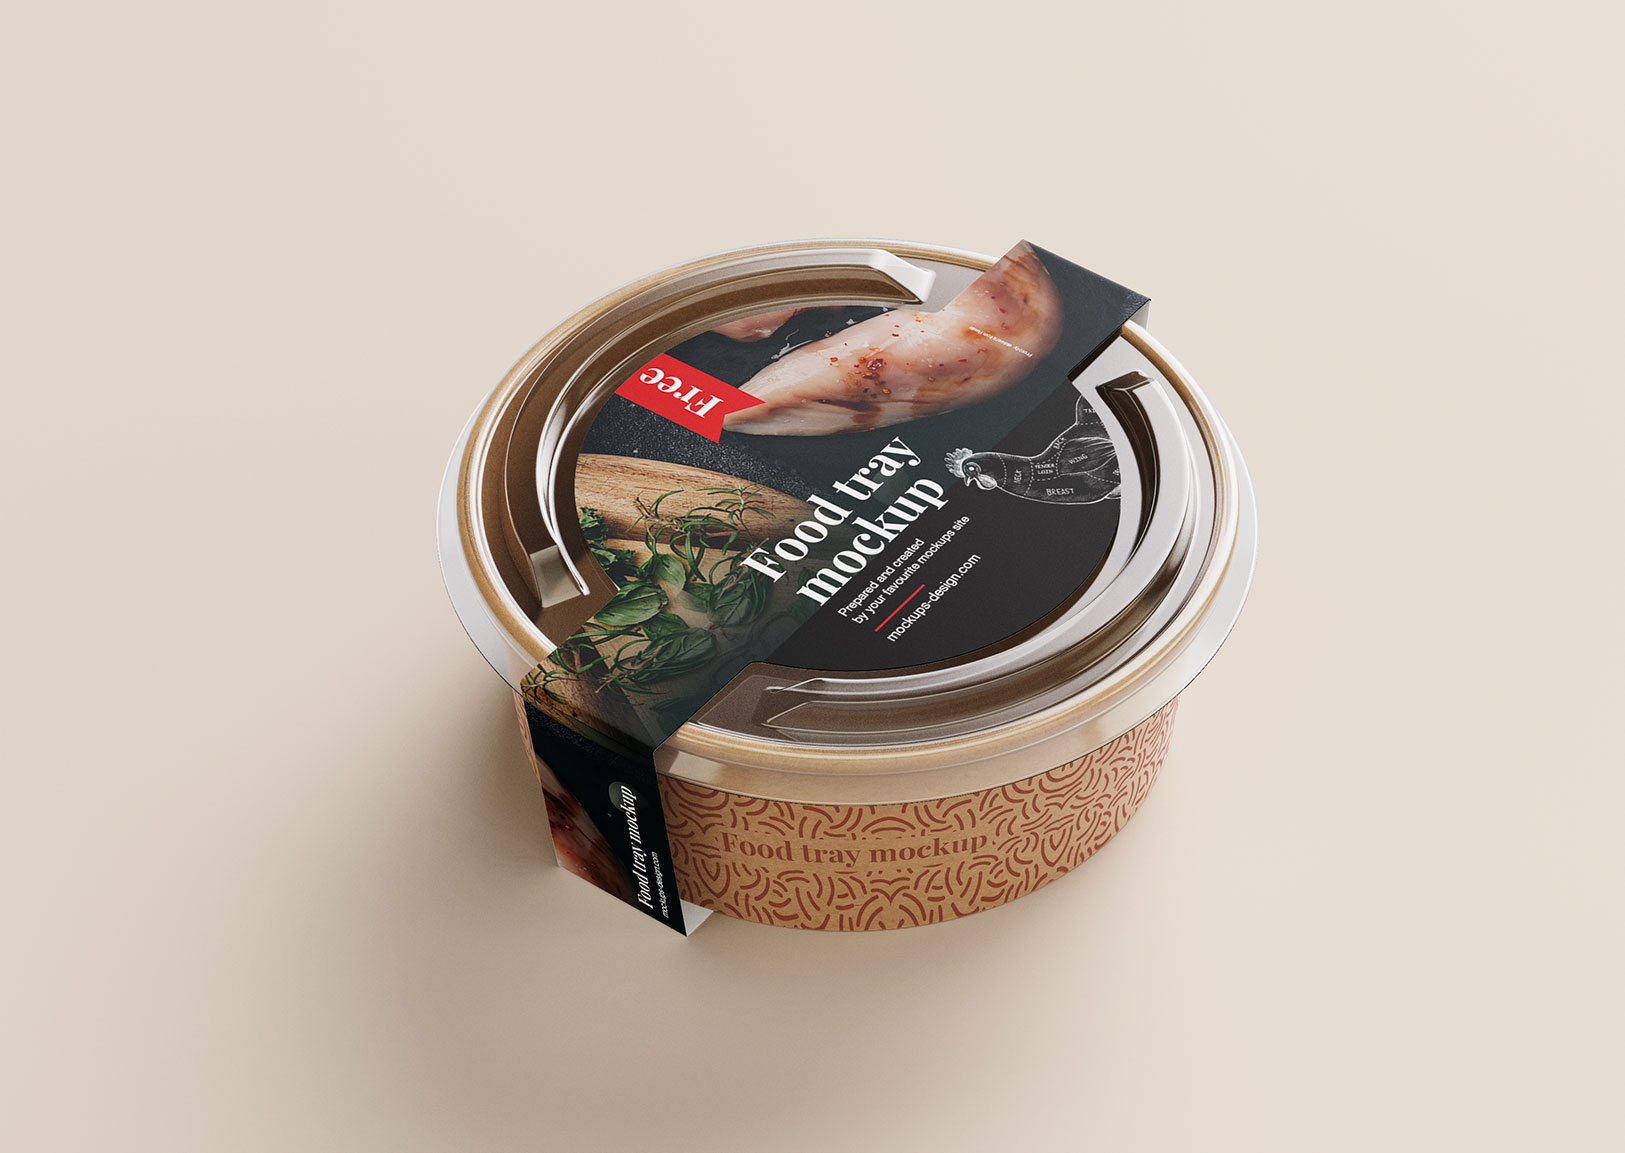 Free
Food tray
mockup
Prepared and created
by your favourite mockups site
mockups-design.com
NECK
TENDER
LOIN
BACK
WING
BREAST
Food tray mockup
mockups-design.com
Food tray mockup